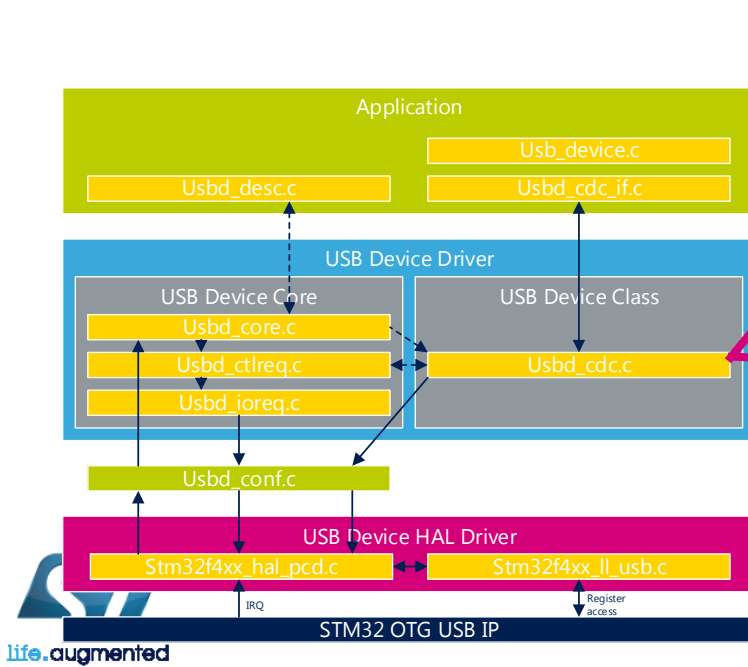 Application
Usb_device.c
Usbd_desc.c
Usbd_cdc_if.c
USB Device Driver
USB Device Core
USB Device Class
Usbd_core.c
Usbd_ctlreq.c
Usbd_cdc.c
Usbd_ioreq.c
Usbd_conf.c
USB Device HAL Driver
Stm32f4xx_hal_pcd.c
Stm32f4xx_ll_usb.c
IRQ
Register
access
STM32 OTG USB IP
life.augmented